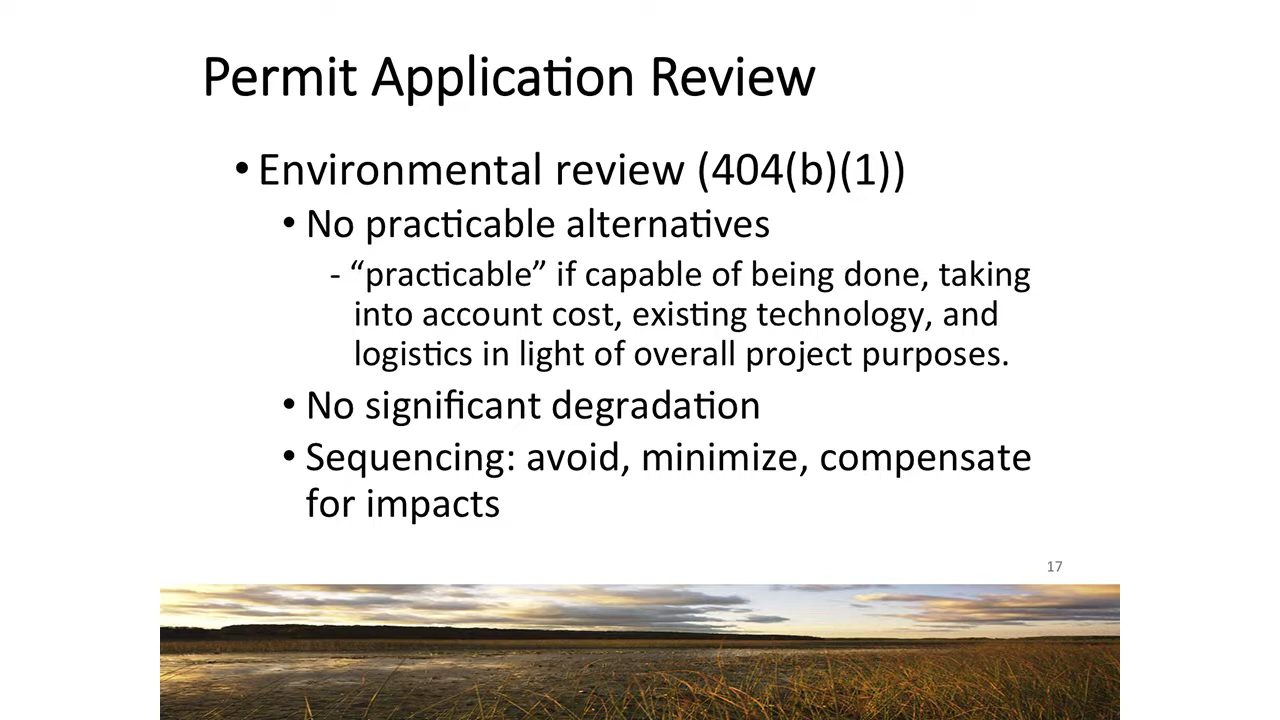 Permit Application Review
• Environmental review (404(b)(1))
• No practicable alternatives
- “practicable” if capable of being done, taking
into account cost, existing technology, and
logistics in light of overall project purposes.
• No significant degradation
• Sequencing: avoid, minimize, compensate
for impacts
17